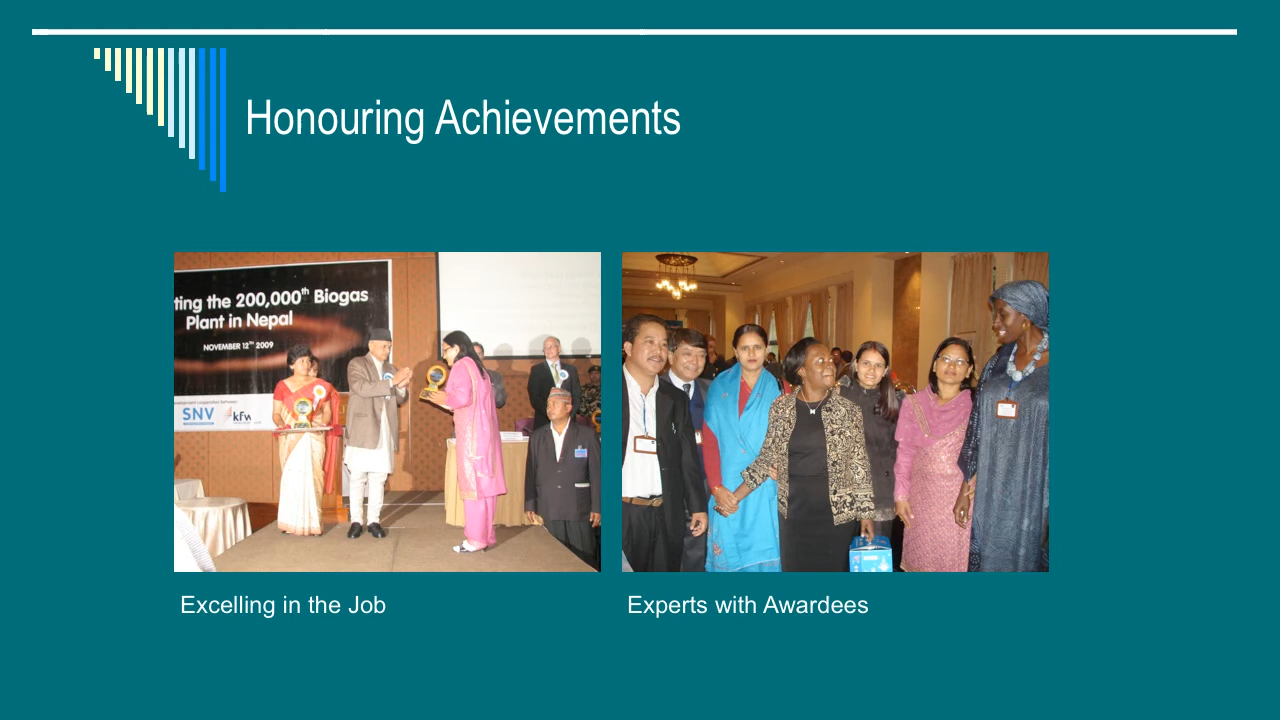 Honouring Achievements
ting the 200,000th Biogas
Plant in Nepal
NOVEMBER 12TH 2009
SNV
kfw
Excelling in the Job
Experts with Awardees